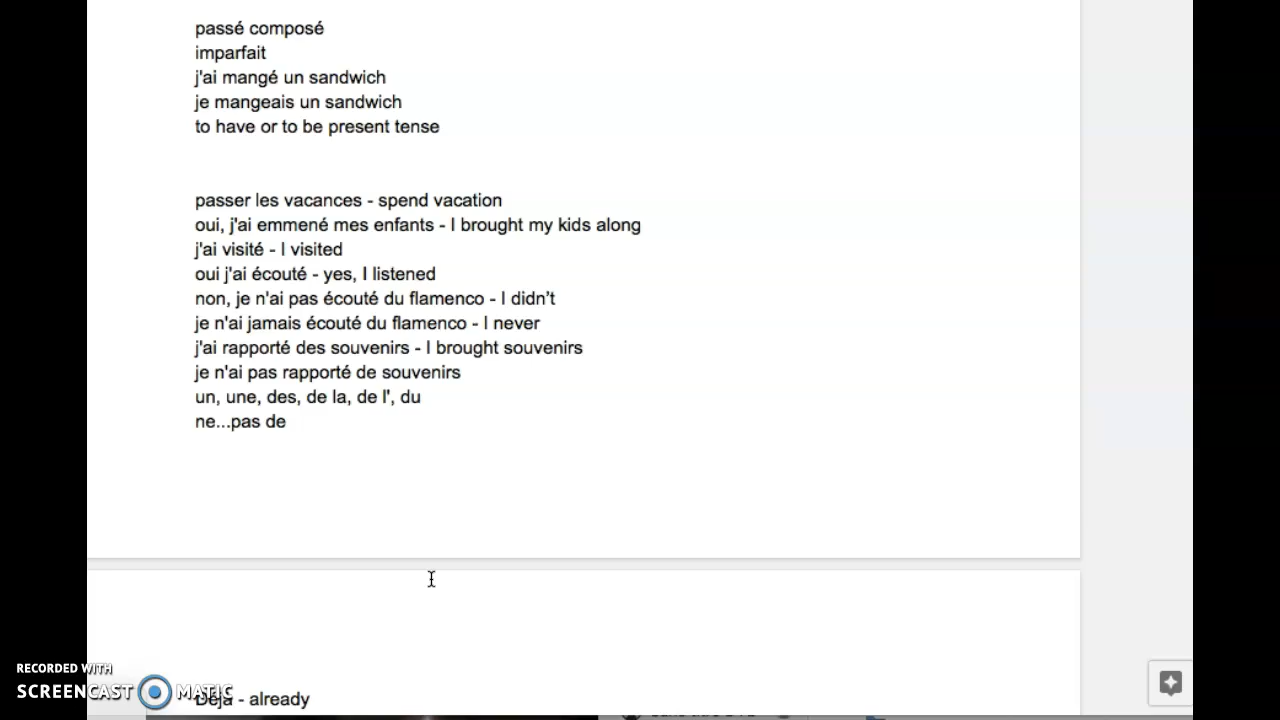 passé composé
imparfait
j'ai mangé un sandwich
je mangeais un sandwich
to have or to be present tense
passer les vacances - spend vacation
oui, j'ai emmené mes enfants - I brought my kids along
j'ai visité - I visited
oui j'ai écouté - yes, I listened
non, je n'ai pas écouté du flamenco - I didn’t
je n'ai jamais écouté du flamenco - I never
j'ai rapporté des souvenirs - I brought souvenirs
je n'ai pas rapporté de souvenirs
un, une, des, de la, de l', du
ne...pas de
RECORDED WITH
SCREENCAST MATIC
Déjà - already